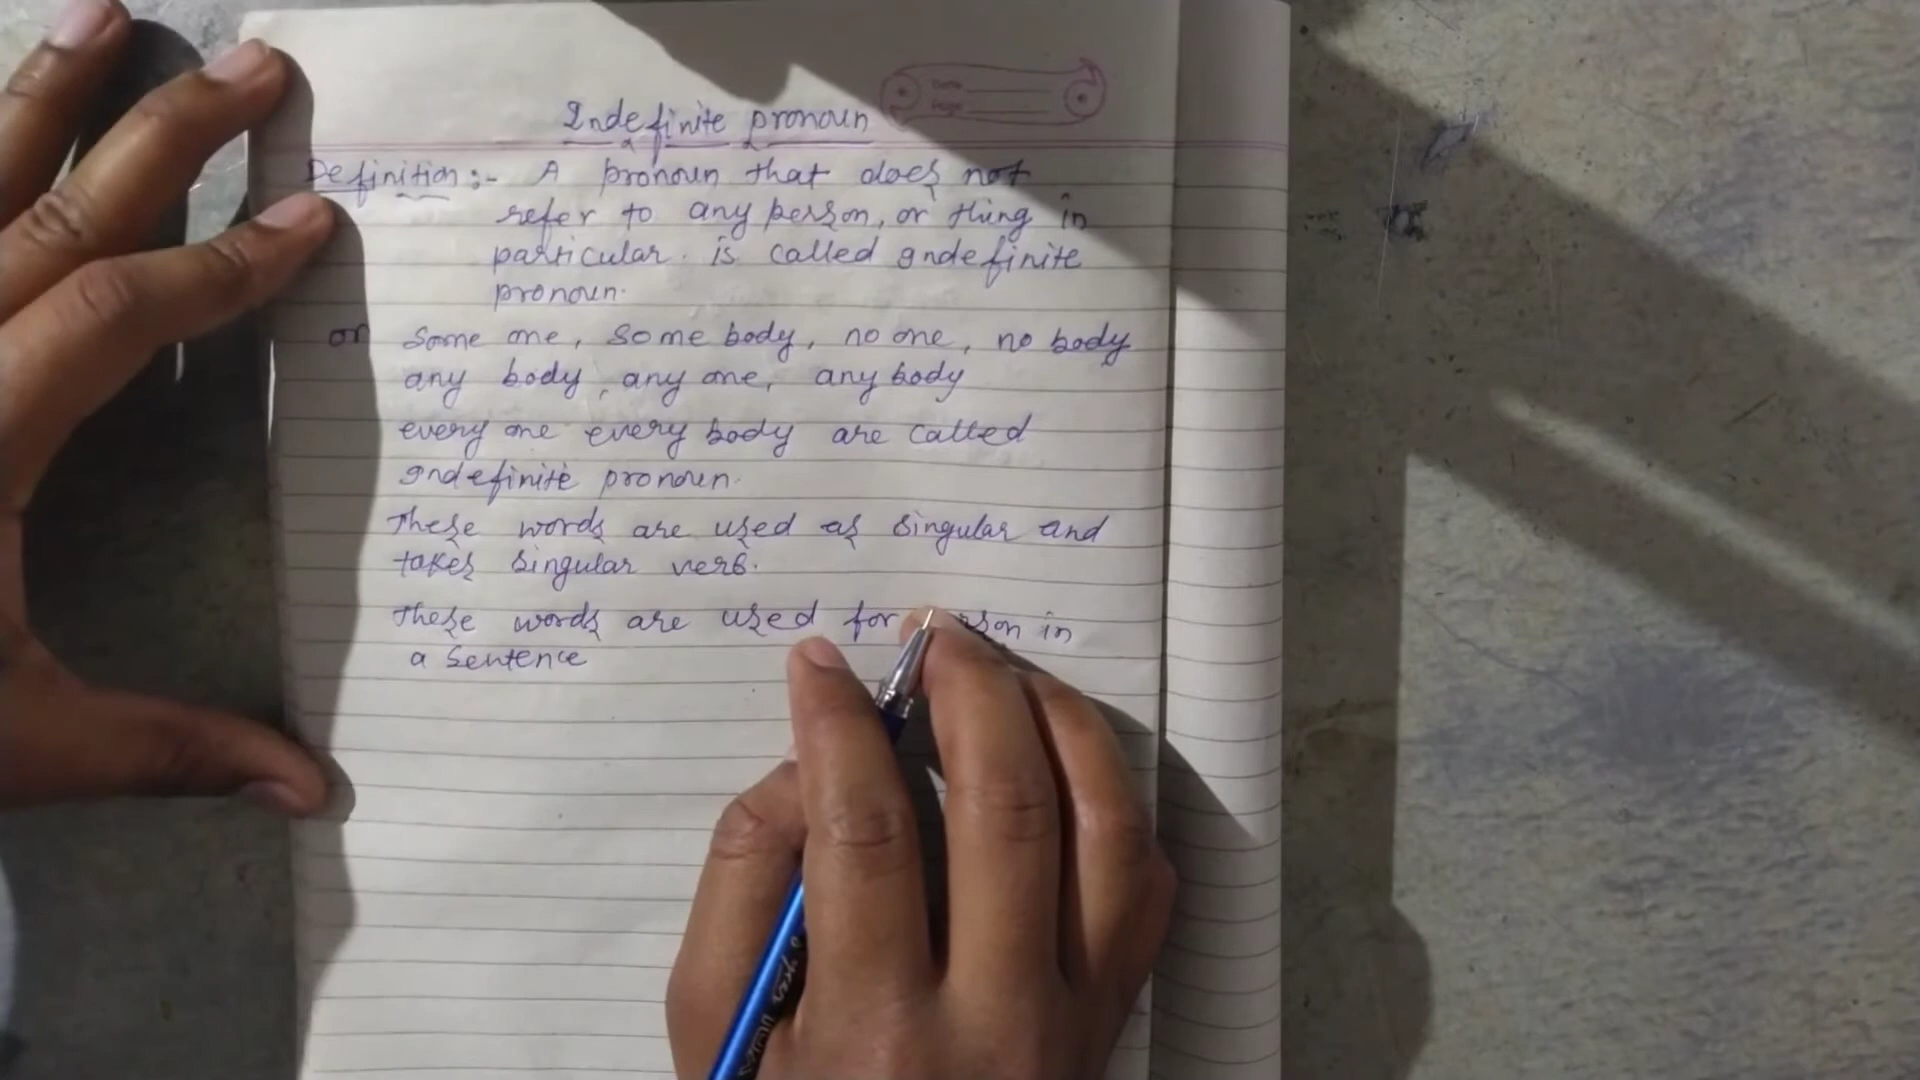 Indefinite pronoun
Definition :- A pronoun that does not
refer to any person, or thing in
particular. is called indefinite
pronoun.
or some one, some body, no one, no body
any body, any one, any body
every one every body are called
indefinite pronoun.
These words are used as singular and
takes singular verb.
These words are used for in
a sentence